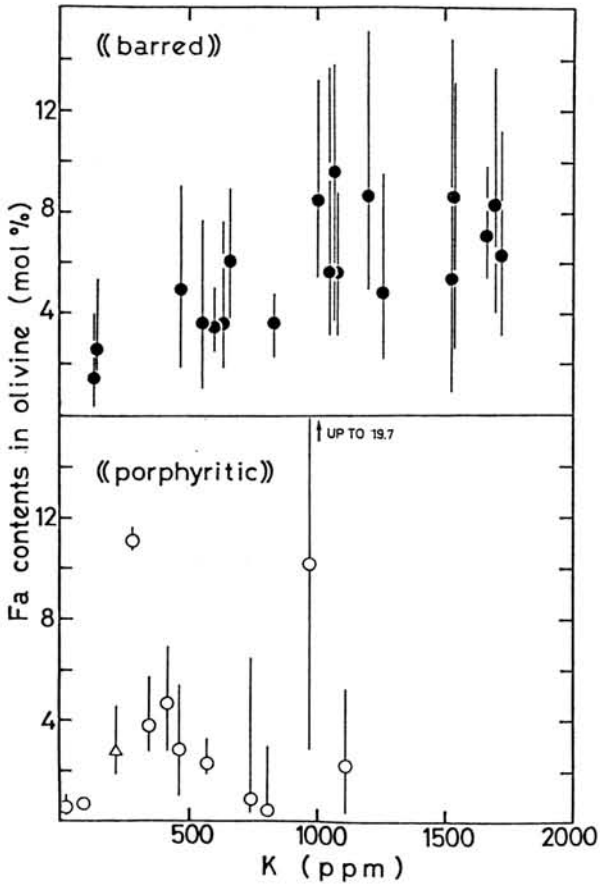 ((barred))
12
8
4
UP TO 19.7
((porphyritic))
12
8
4
Fa contents in olivine (mol %)
500 1000 1500 2000
K (ppm)